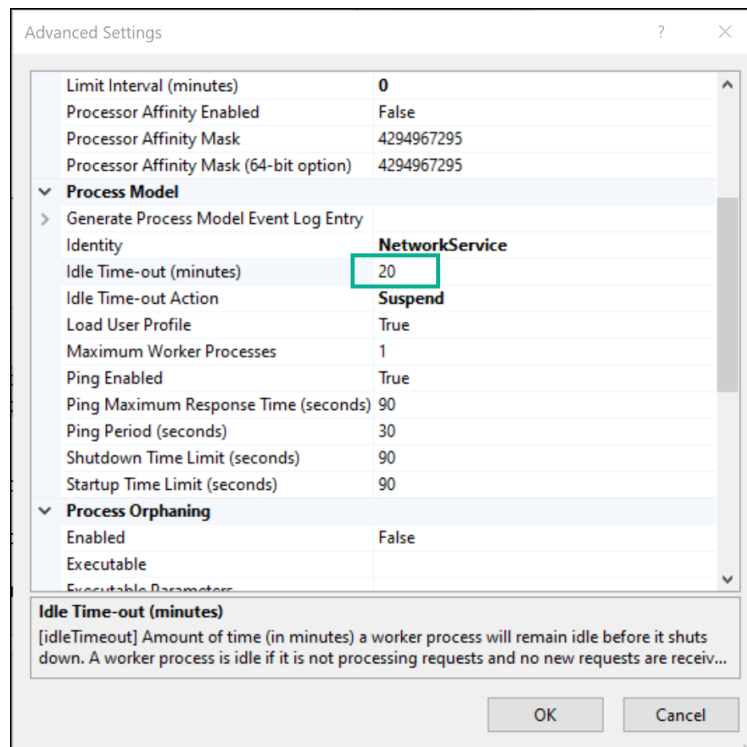 Advanced Settings ?
Limit Interval (minutes) 0
Processor Affinity Enabled False
Processor Affinity Mask 4294967295
Processor Affinity Mask (64-bit option) 4294967295
Process Model
Generate Process Model Event Log Entry
Identity NetworkService
Idle Time-out (minutes) 20
Idle Time-out Action Suspend
Load User Profile True
Maximum Worker Processes 1
Ping Enabled True
Ping Maximum Response Time (seconds) 90
Ping Period (seconds) 30
Shutdown Time Limit (seconds) 90
Startup Time Limit (seconds) 90
Process Orphaning
Enabled False
Executable
Executable Parameters
Idle Time-out (minutes)
[idleTimeout] Amount of time (in minutes) a worker process will remain idle before it shuts
down. A worker process is idle if it is not processing requests and no new requests are receiv...
OK Cancel